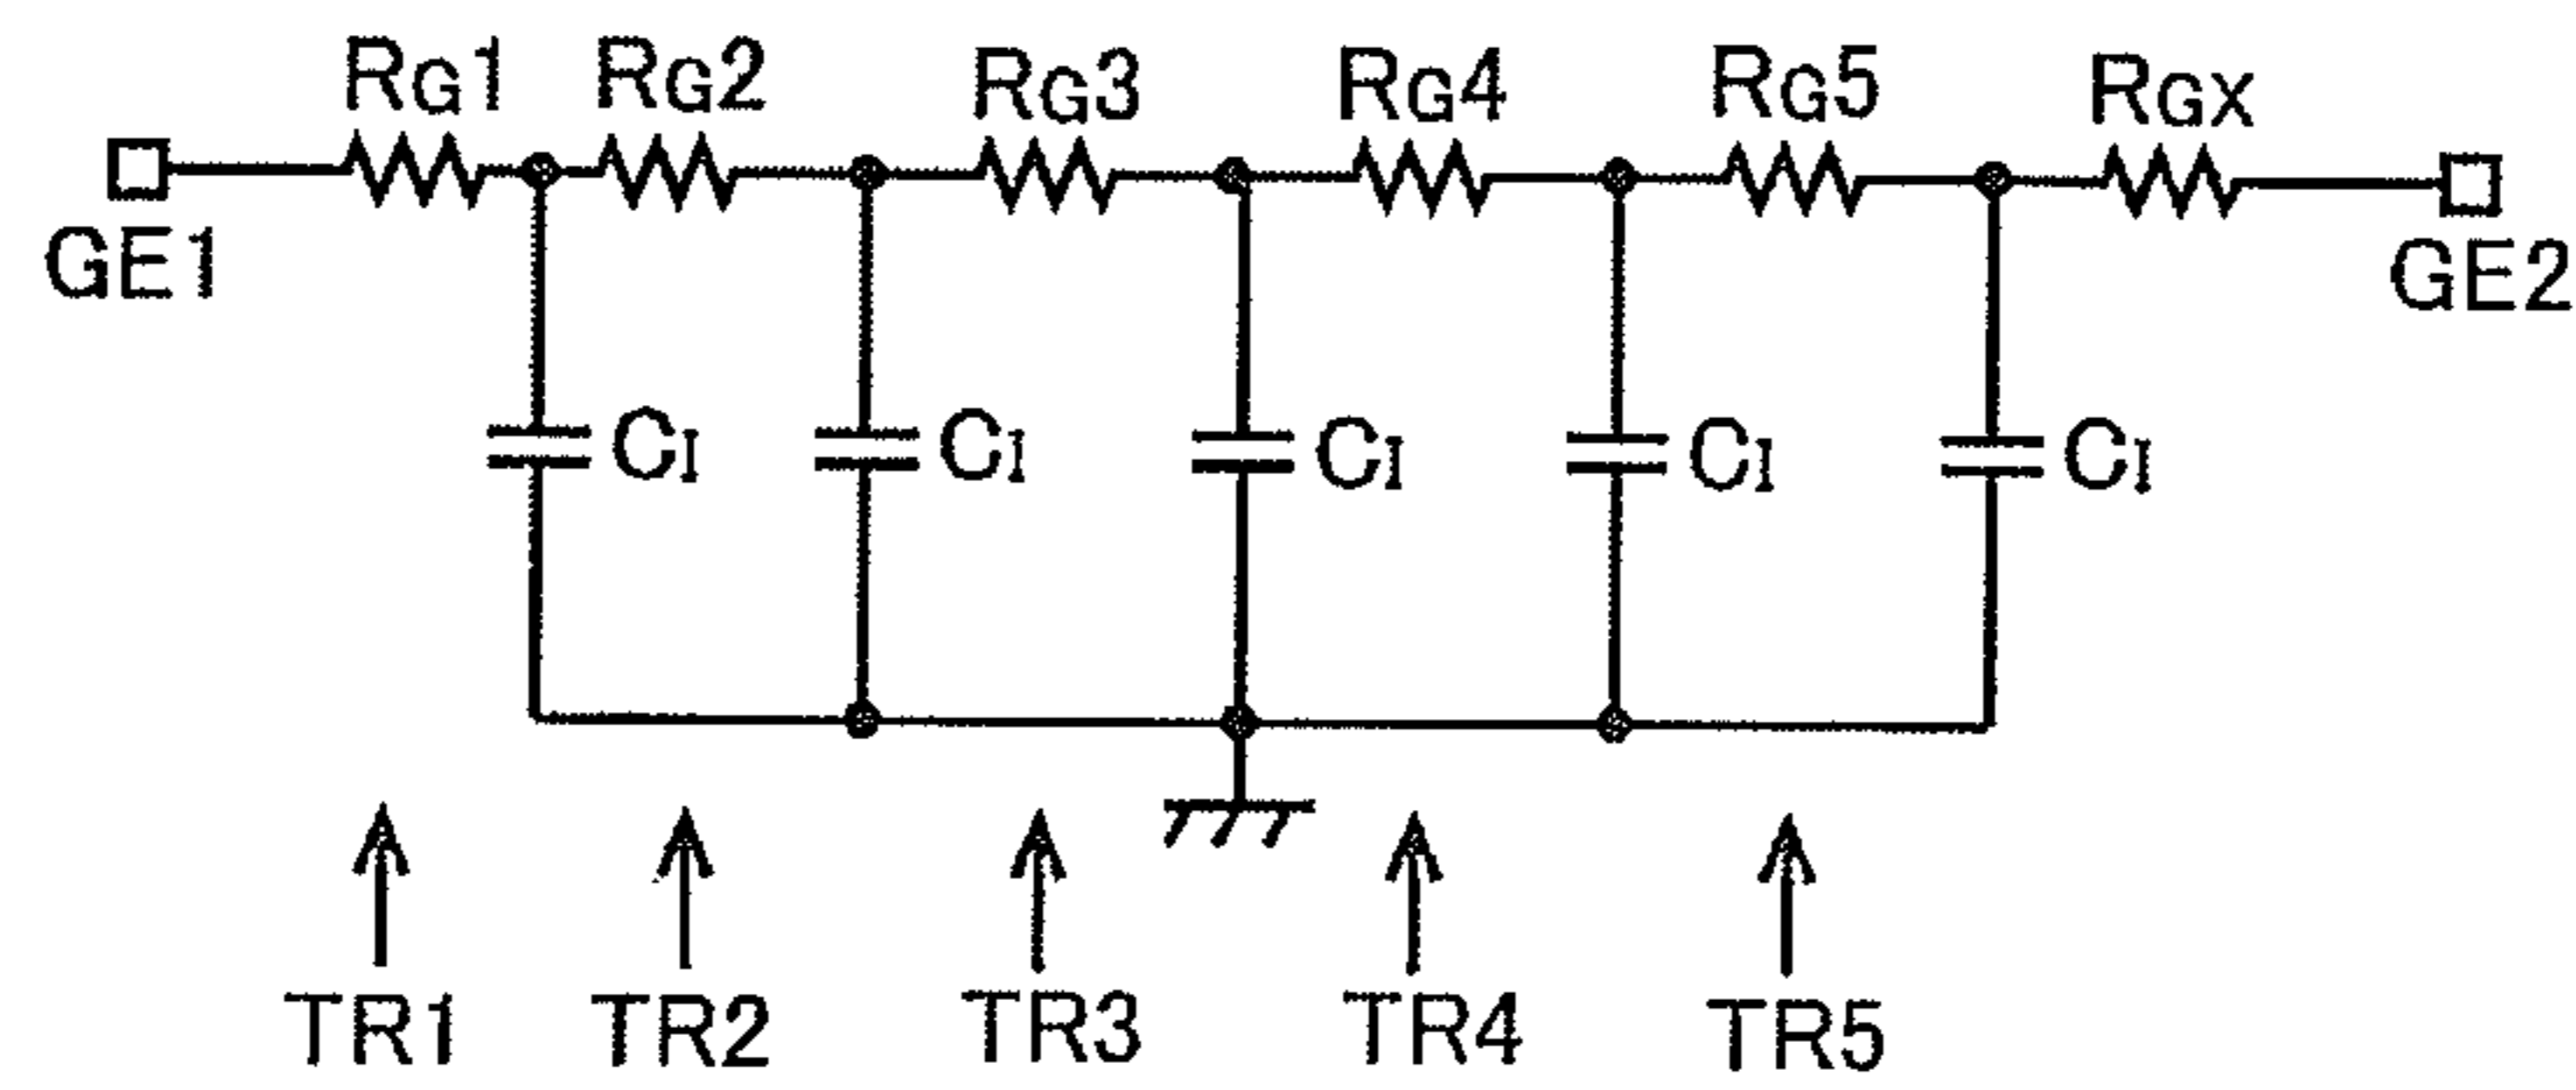 RG1 RG2 RG3 RG4 RG5 RGX
GE1 GE2
CI CI CI CI CI
TR1 TR2 TR3 TR4 TR5